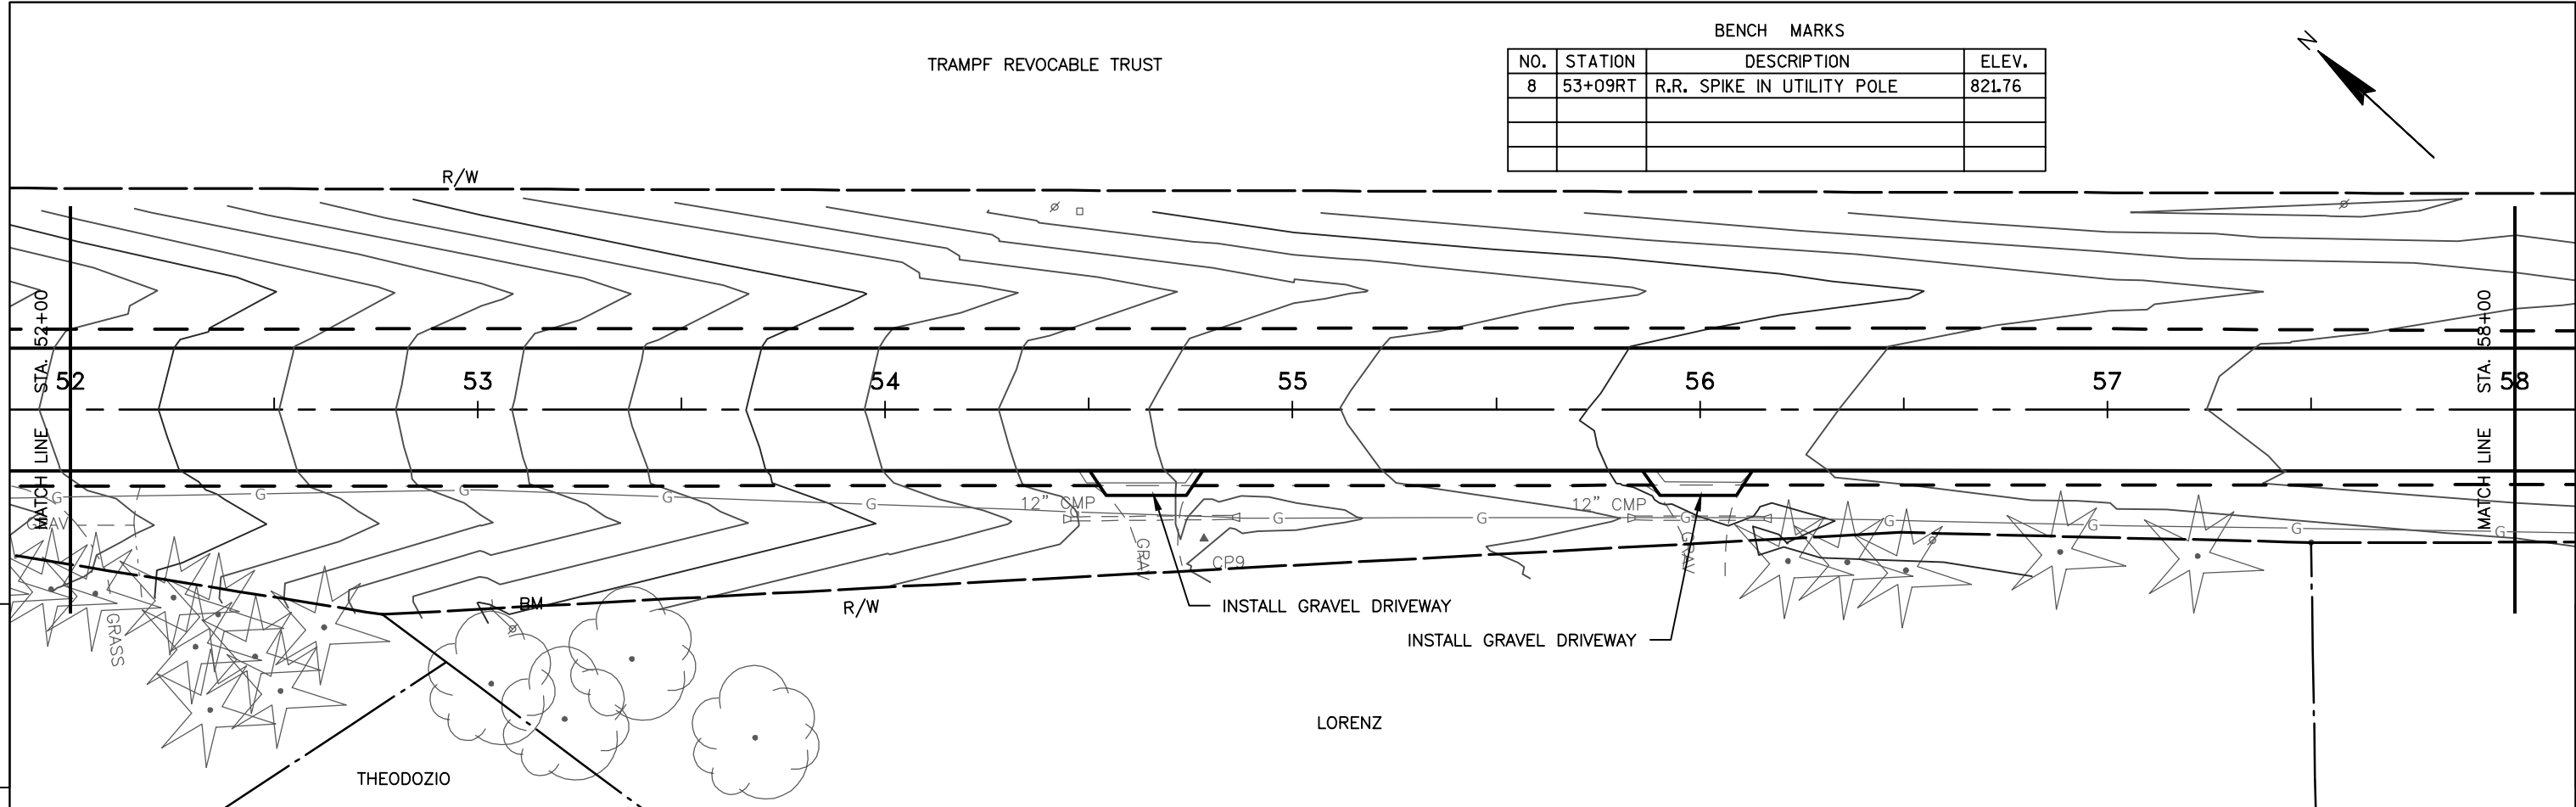 BENCH MARKS
NO. STATION DESCRIPTION ELEV.
8 53+09RT R.R. SPIKE IN UTILITY POLE 821.76
TRAMPF REVOCABLE TRUST
N
R/W
MATCH LINE STA. 52+00
52 53 54 55 56 57 58
MATCH LINE STA. 58+00
G G G G G G G G G G G G
GRAV
12" CMP
12" CMP
GRAV
GRAV
CP9
BM
R/W
INSTALL GRAVEL DRIVEWAY
INSTALL GRAVEL DRIVEWAY
GRASS
LORENZ
THEODOZIO